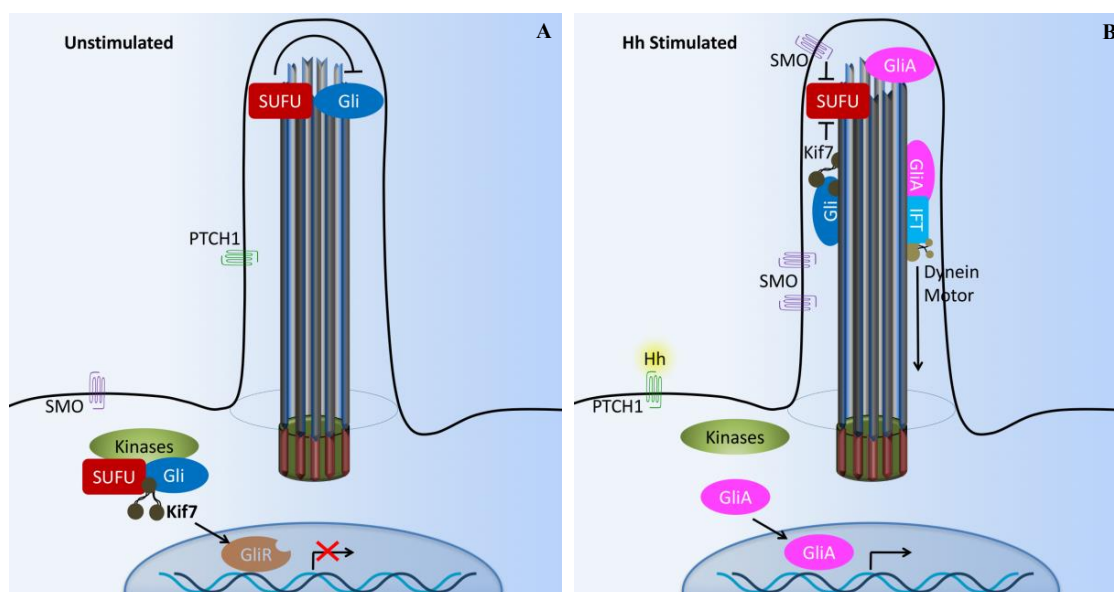 Unstimulated
A
SUFU
Gli
PTCH1
SMO
Kinases
SUFU
Gli
Kif7
GliR
Hh Stimulated
B
SMO
GliA
SUFU
Kif7
Gli
GliA
IFT
SMO
Dynein
Motor
Hh
PTCH1
Kinases
GliA
GliA